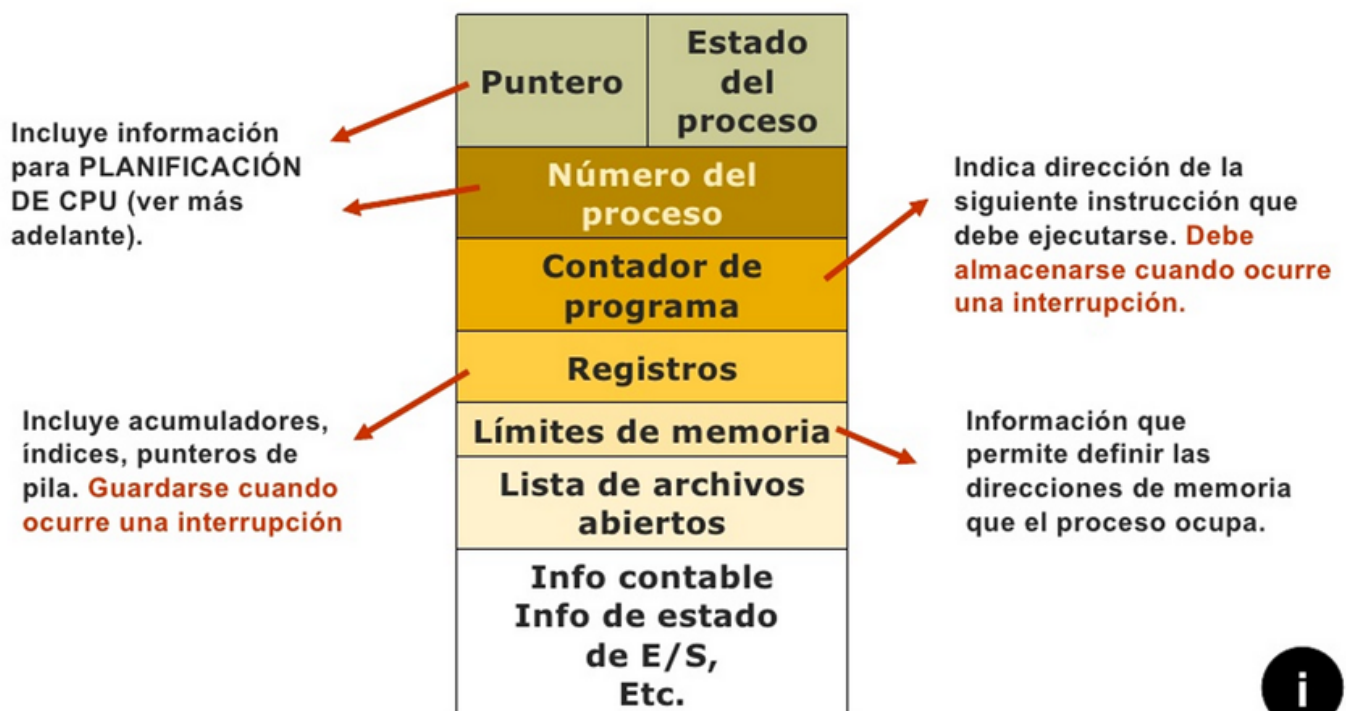 Puntero
Estado
del
proceso
Incluye información
para PLANIFICACIÓN
DE CPU (ver más
adelante).
Número del
proceso
Indica dirección de la
siguiente instrucción que
debe ejecutarse. Debe
almacenarse cuando ocurre
una interrupción.
Contador de
programa
Registros
Incluye acumuladores,
índices, punteros de
pila. Guardarse cuando
ocurre una interrupción
Límites de memoria
Información que
permite definir las
direcciones de memoria
que el proceso ocupa.
Lista de archivos
abiertos
Info contable
Info de estado
de E/S,
Etc.
i